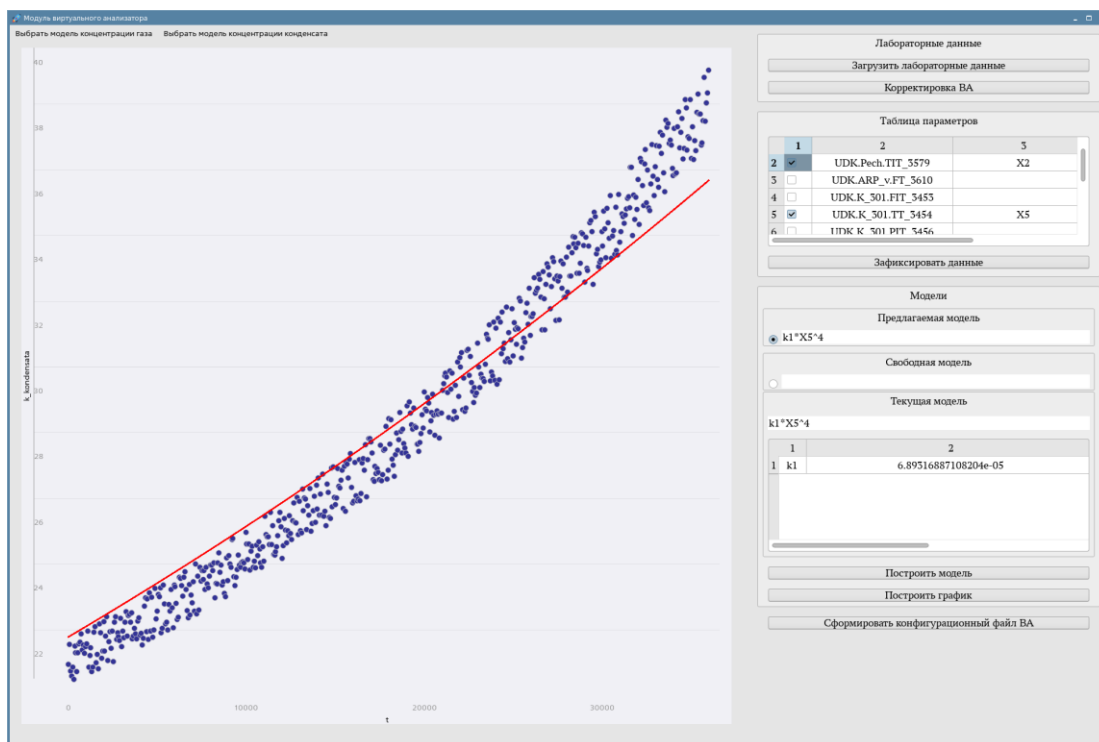 Модуль виртуального анализатора
Выбрать модель концентрации газа Выбрать модель концентрации конденсата
40
38
36
34
32
30
28
26
24
22
k_kondensata
0 10000 20000 30000
t
Лабораторные данные
Загрузить лабораторные данные
Корректировка ВА
Таблица параметров
1 2 3
2 UDK.Pech.TIT_3579 X2
3 UDK.ARP_v.FT_3610
4 UDK.K_301.FIT_3453
5 UDK.K_301.TT_3454 X5
6 UDK.K_301.PIT_3456
Зафиксировать данные
Модели
Предлагаемая модель
k1*X5^4
Свободная модель
Текущая модель
k1*X5^4
1 2
1 k1 6.89316887108204e-05
Построить модель
Построить график
Сформировать конфигурационный файл ВА